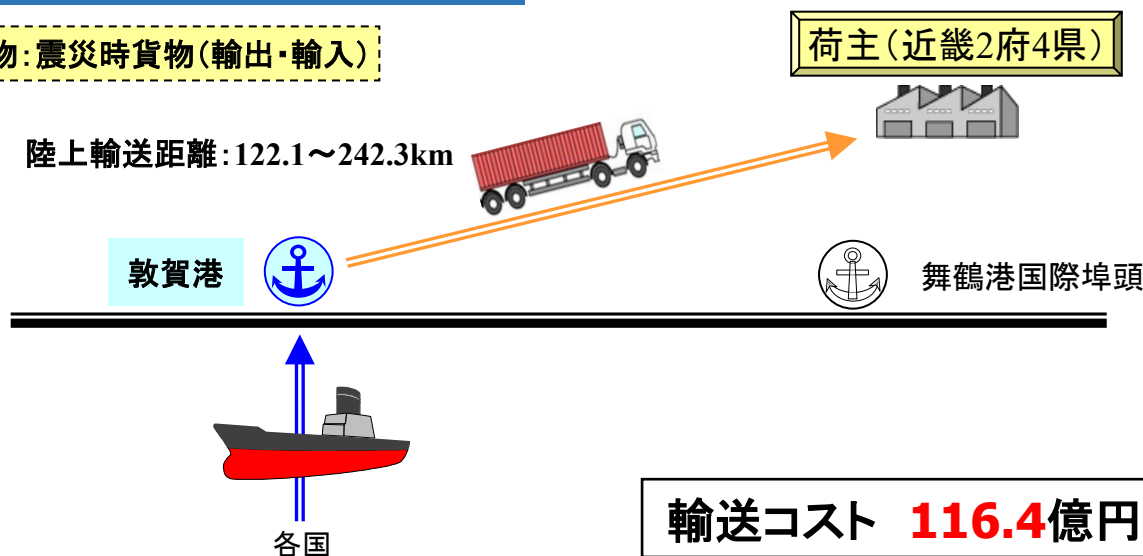 物：震災時貨物（輸出・輸入）
荷主（近畿2府4県）
陸上輸送距離：122.1～242.3km
敦賀港
舞鶴港国際埠頭
各国
輸送コスト 116.4億円